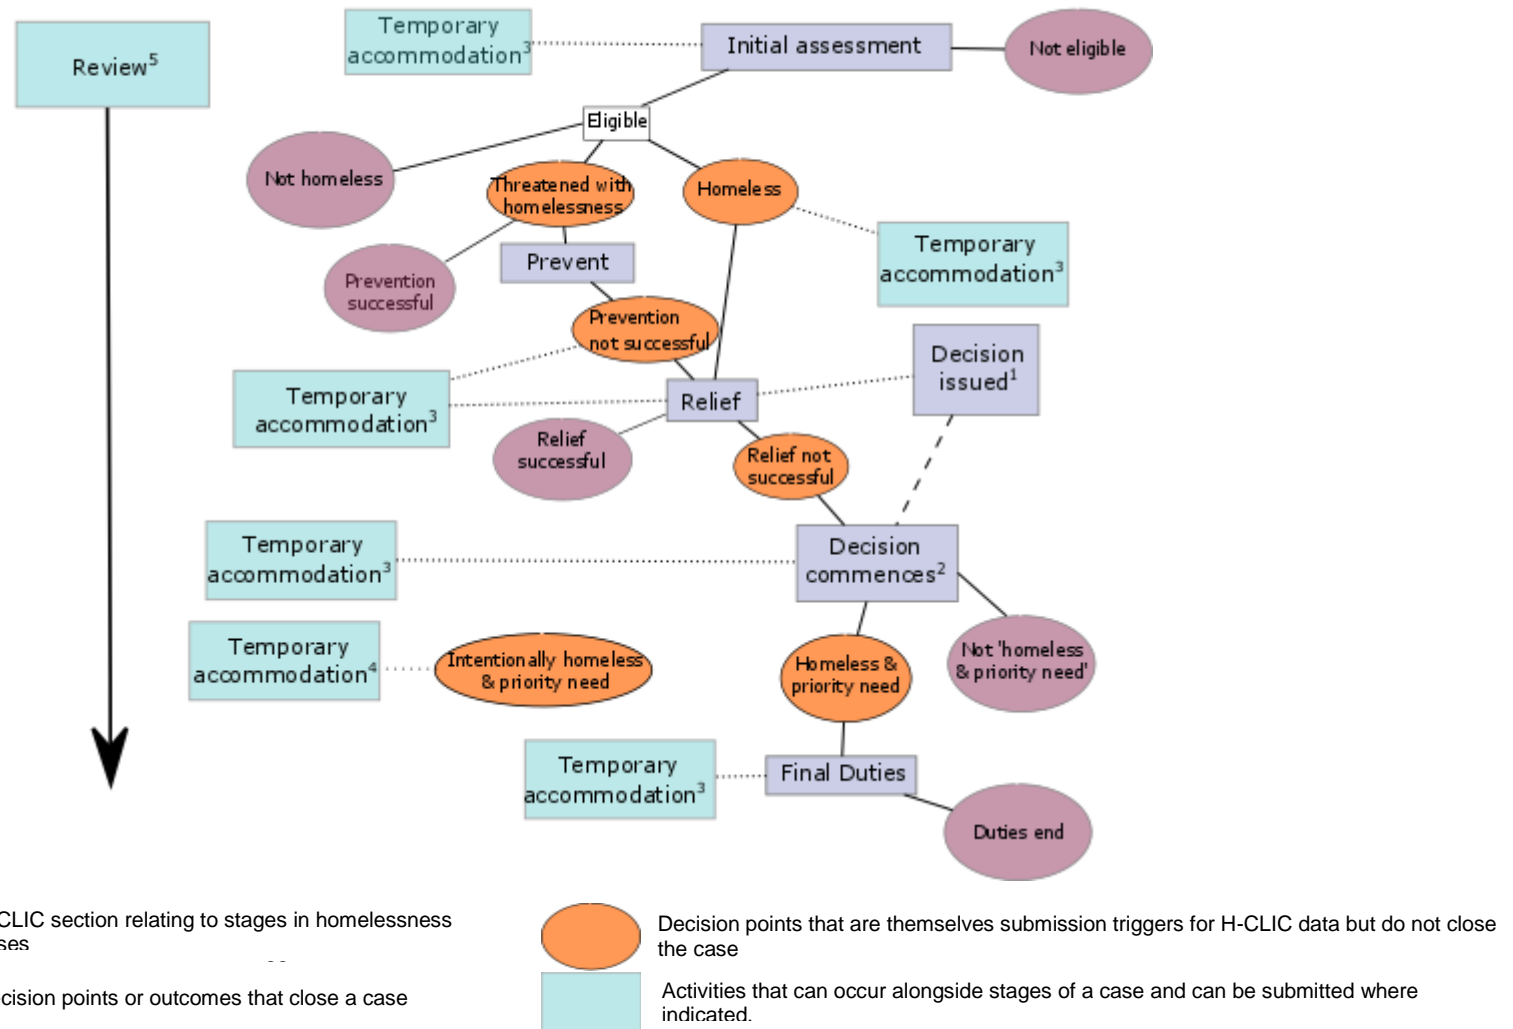 Temporary
accommodation3
Initial assessment
Not eligible
Review5
Eligible
Not homeless
Threatened with
homelessness
Homeless
Temporary
accommodation3
Prevent
Prevention
successful
Prevention
not successful
Decision
issued1
Temporary
accommodation3
Relief
Relief
successful
Relief not
successful
Temporary
accommodation3
Decision
commences2
Temporary
accommodation4
Intentionally homeless
& priority need
Homeless &
priority need
Not 'homeless
& priority need'
Temporary
accommodation3
Final Duties
Duties end
CLIC section relating to stages in homelessness
ses
Decision points that are themselves submission triggers for H-CLIC data but do not close
the case
cision points or outcomes that close a case
Activities that can occur alongside stages of a case and can be submitted where
indicated.